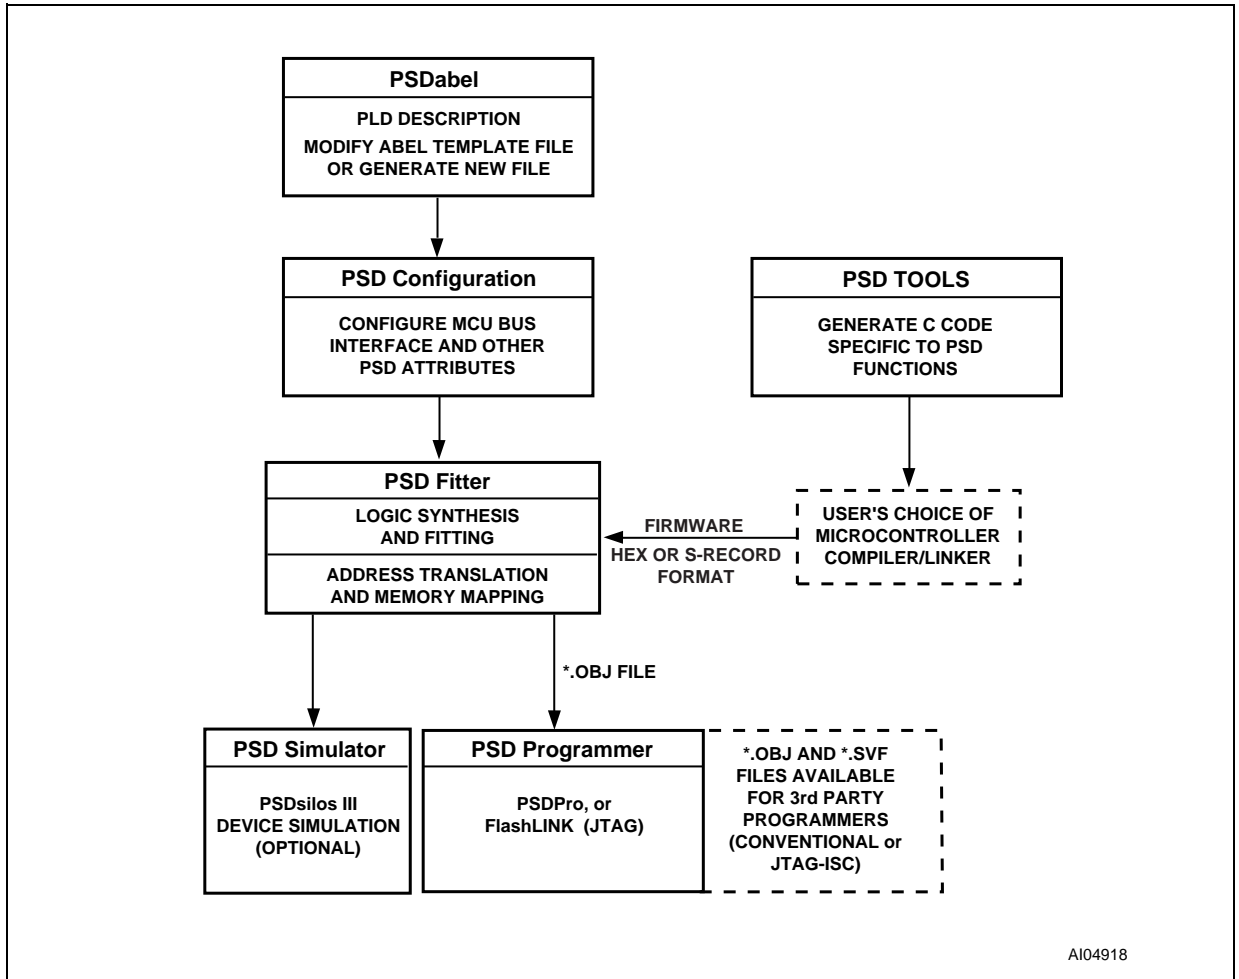 PSDabel
PLD DESCRIPTION
MODIFY ABEL TEMPLATE FILE
OR GENERATE NEW FILE
PSD Configuration
CONFIGURE MCU BUS
INTERFACE AND OTHER
PSD ATTRIBUTES
PSD TOOLS
GENERATE C CODE
SPECIFIC TO PSD
FUNCTIONS
PSD Fitter
LOGIC SYNTHESIS
AND FITTING
ADDRESS TRANSLATION
AND MEMORY MAPPING
FIRMWARE
HEX OR S-RECORD
FORMAT
USER'S CHOICE OF
MICROCONTROLLER
COMPILER/LINKER
*.OBJ FILE
PSD Simulator
PSDsilos III
DEVICE SIMULATION
(OPTIONAL)
PSD Programmer
PSDPro, or
FlashLINK (JTAG)
*.OBJ AND *.SVF
FILES AVAILABLE
FOR 3rd PARTY
PROGRAMMERS
(CONVENTIONAL or
JTAG-ISC)
AI04918